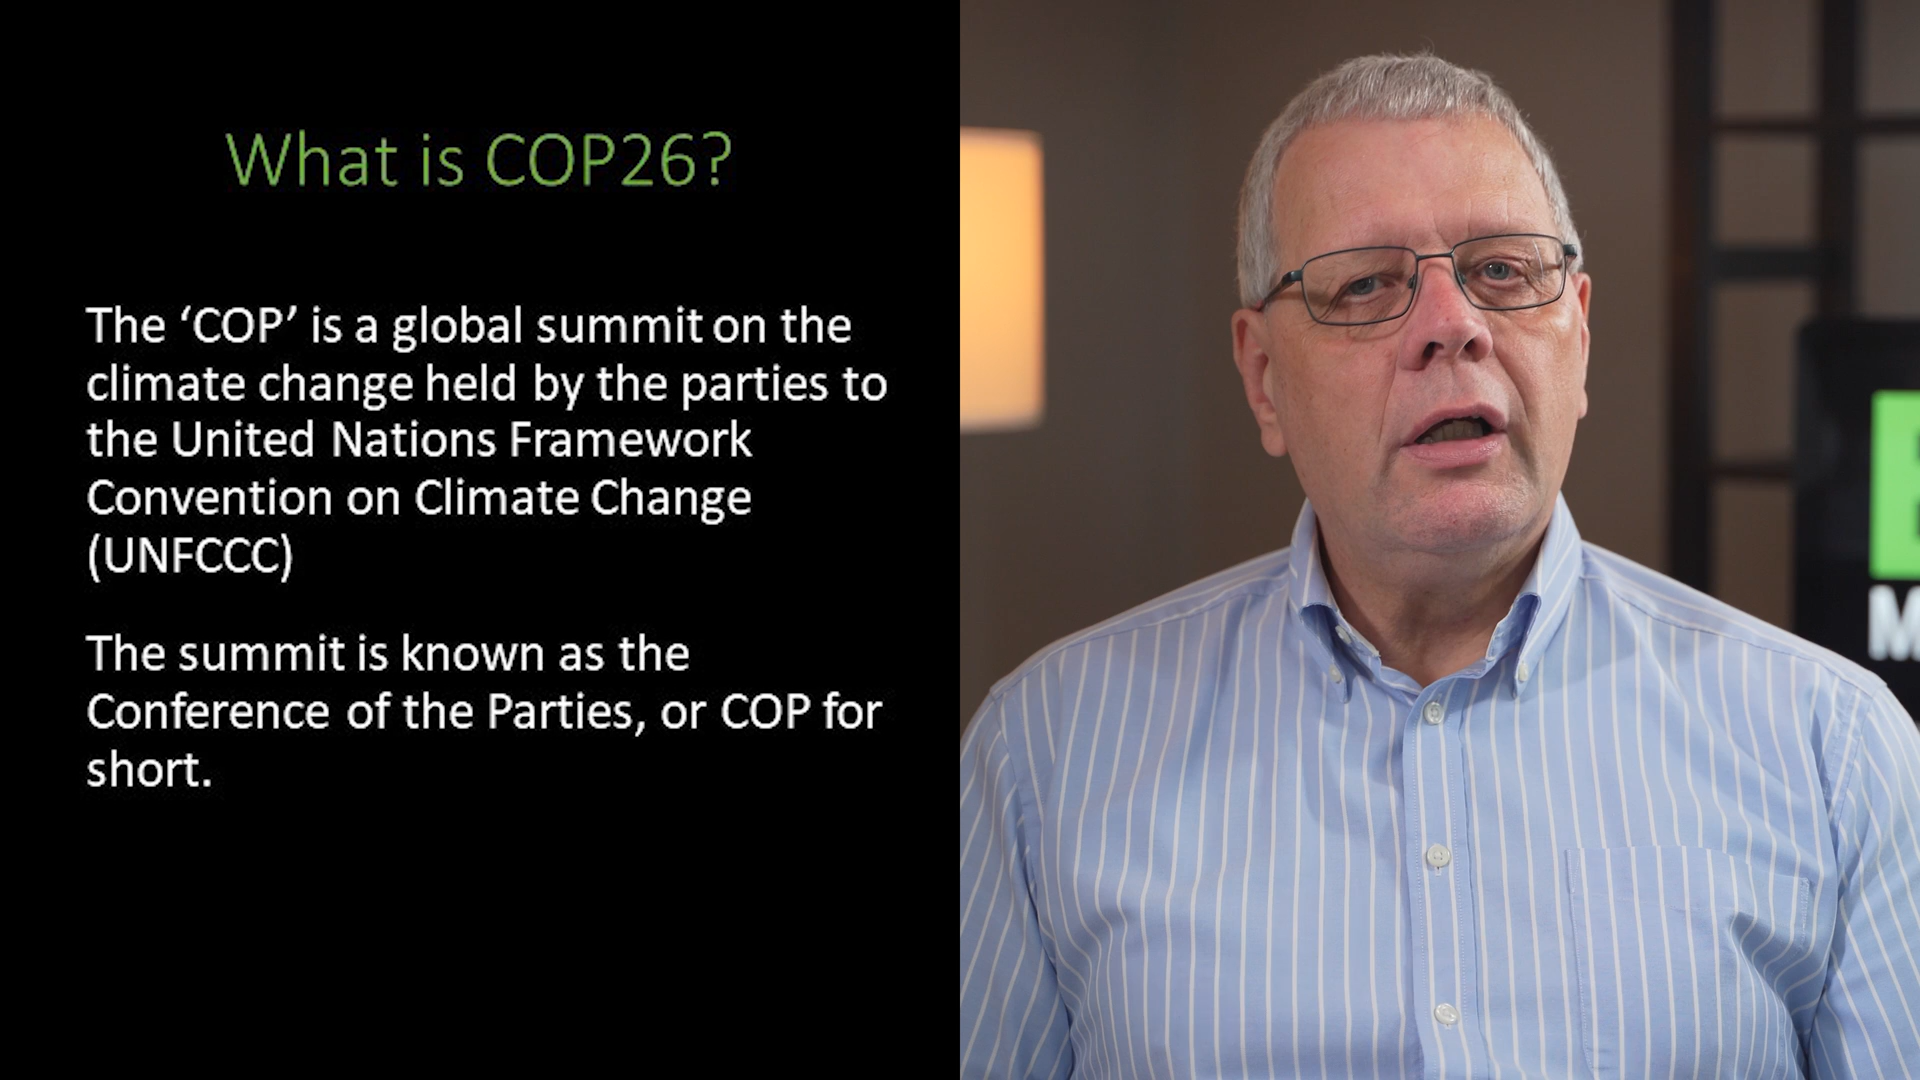 What is COP26?
The ‘COP’ is a global summit on the
climate change held by the parties to
the United Nations Framework
Convention on Climate Change
(UNFCCC)
The summit is known as the
Conference of the Parties, or COP for
short.
M